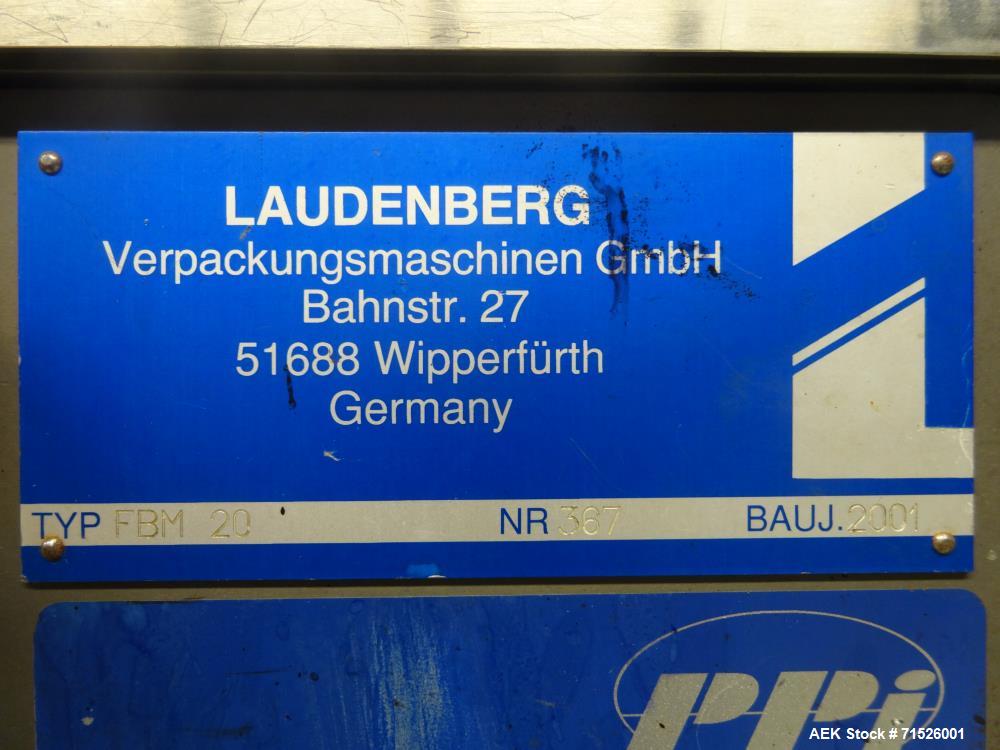 LAUDENBERG
Verpackungsmaschinen GmbH
Bahnstr. 27
51688 Wipperfürth
Germany
TYP FBM 20 NR 367 BAUJ. 2001
ppi
AEK Stock # 71526001